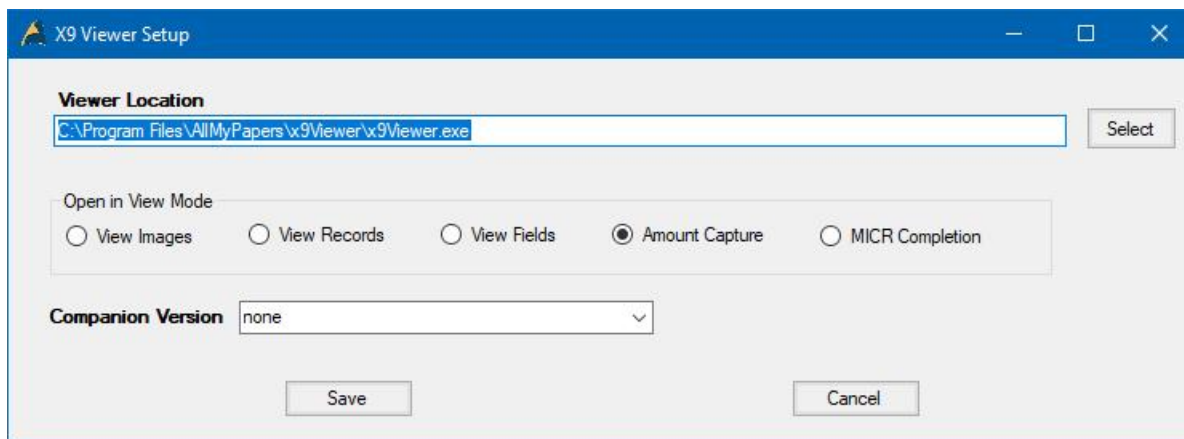 X9 Viewer Setup
Viewer Location
C:\Program Files\AllMyPapers\x9Viewer\x9Viewer.exe
Select
Open in View Mode
View Images View Records View Fields Amount Capture MICR Completion
Companion Version none
Save Cancel